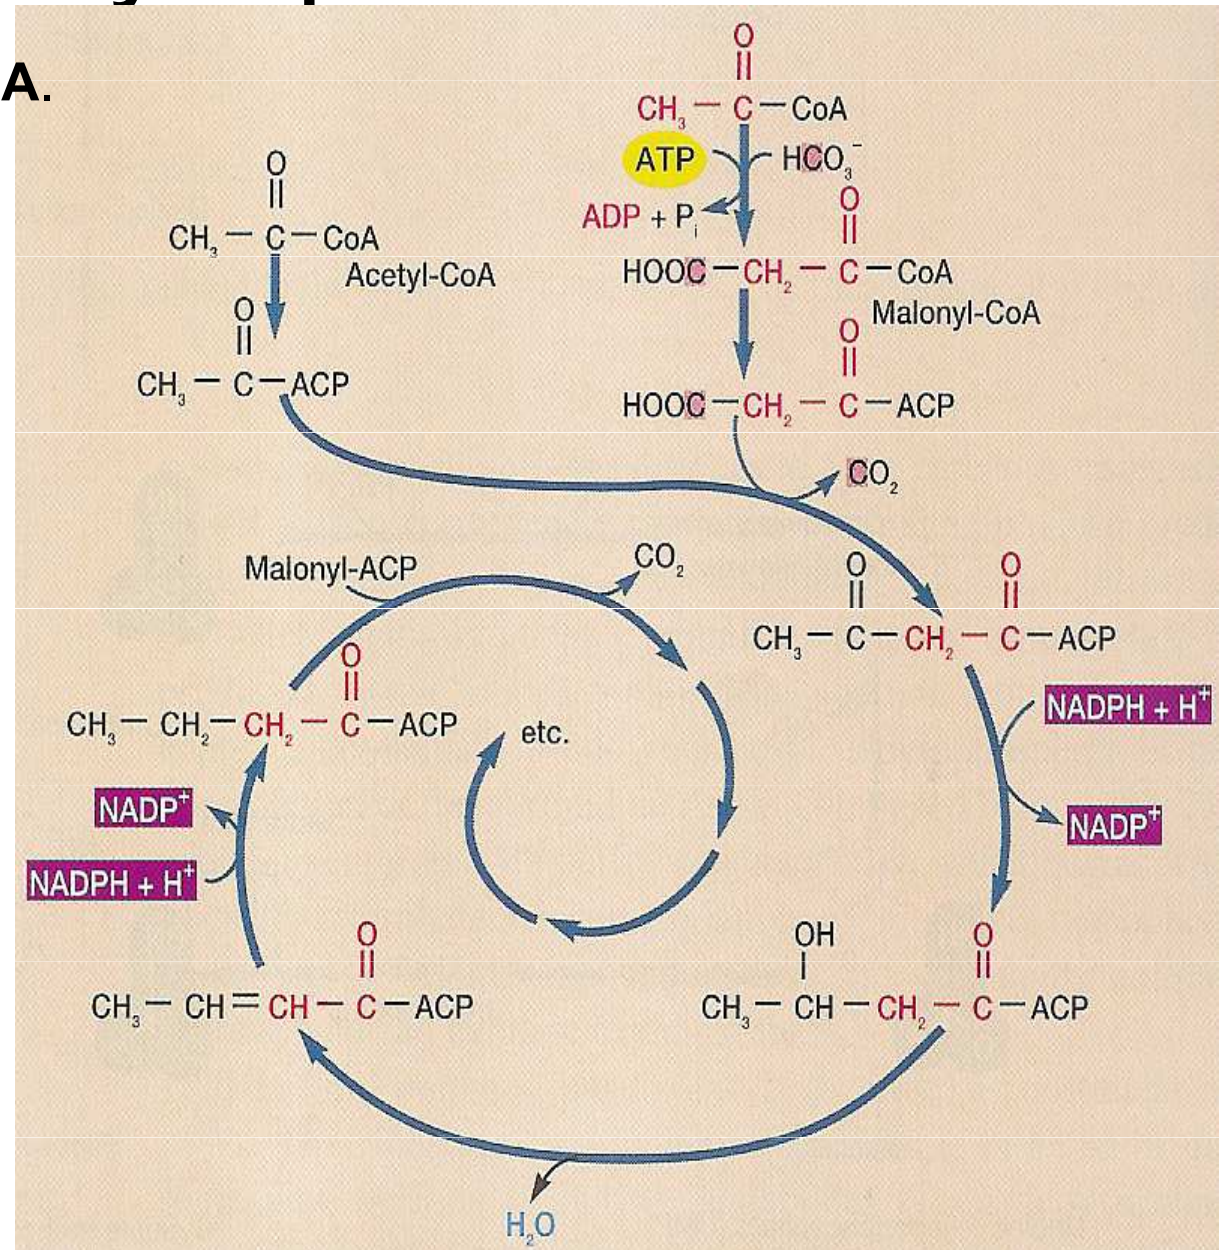 A.
O
CH₃ — C — CoA
ATP
HCO₃⁻
ADP + Pᵢ
O
CH₃ — C — CoA
Acetyl-CoA
O
HOOC — CH₂ — C — CoA
Malonyl-CoA
O
CH₃ — C — ACP
O
HOOC — CH₂ — C — ACP
CO₂
Malonyl-ACP
CO₂
O O
CH₃ — C — CH₂ — C — ACP
NADPH + H⁺
NADP⁺
OH O
CH₃ — CH — CH₂ — C — ACP
H₂O
O
CH₃ — CH = CH — C — ACP
NADPH + H⁺
NADP⁺
O
CH₃ — CH₂ — CH₂ — C — ACP
etc.